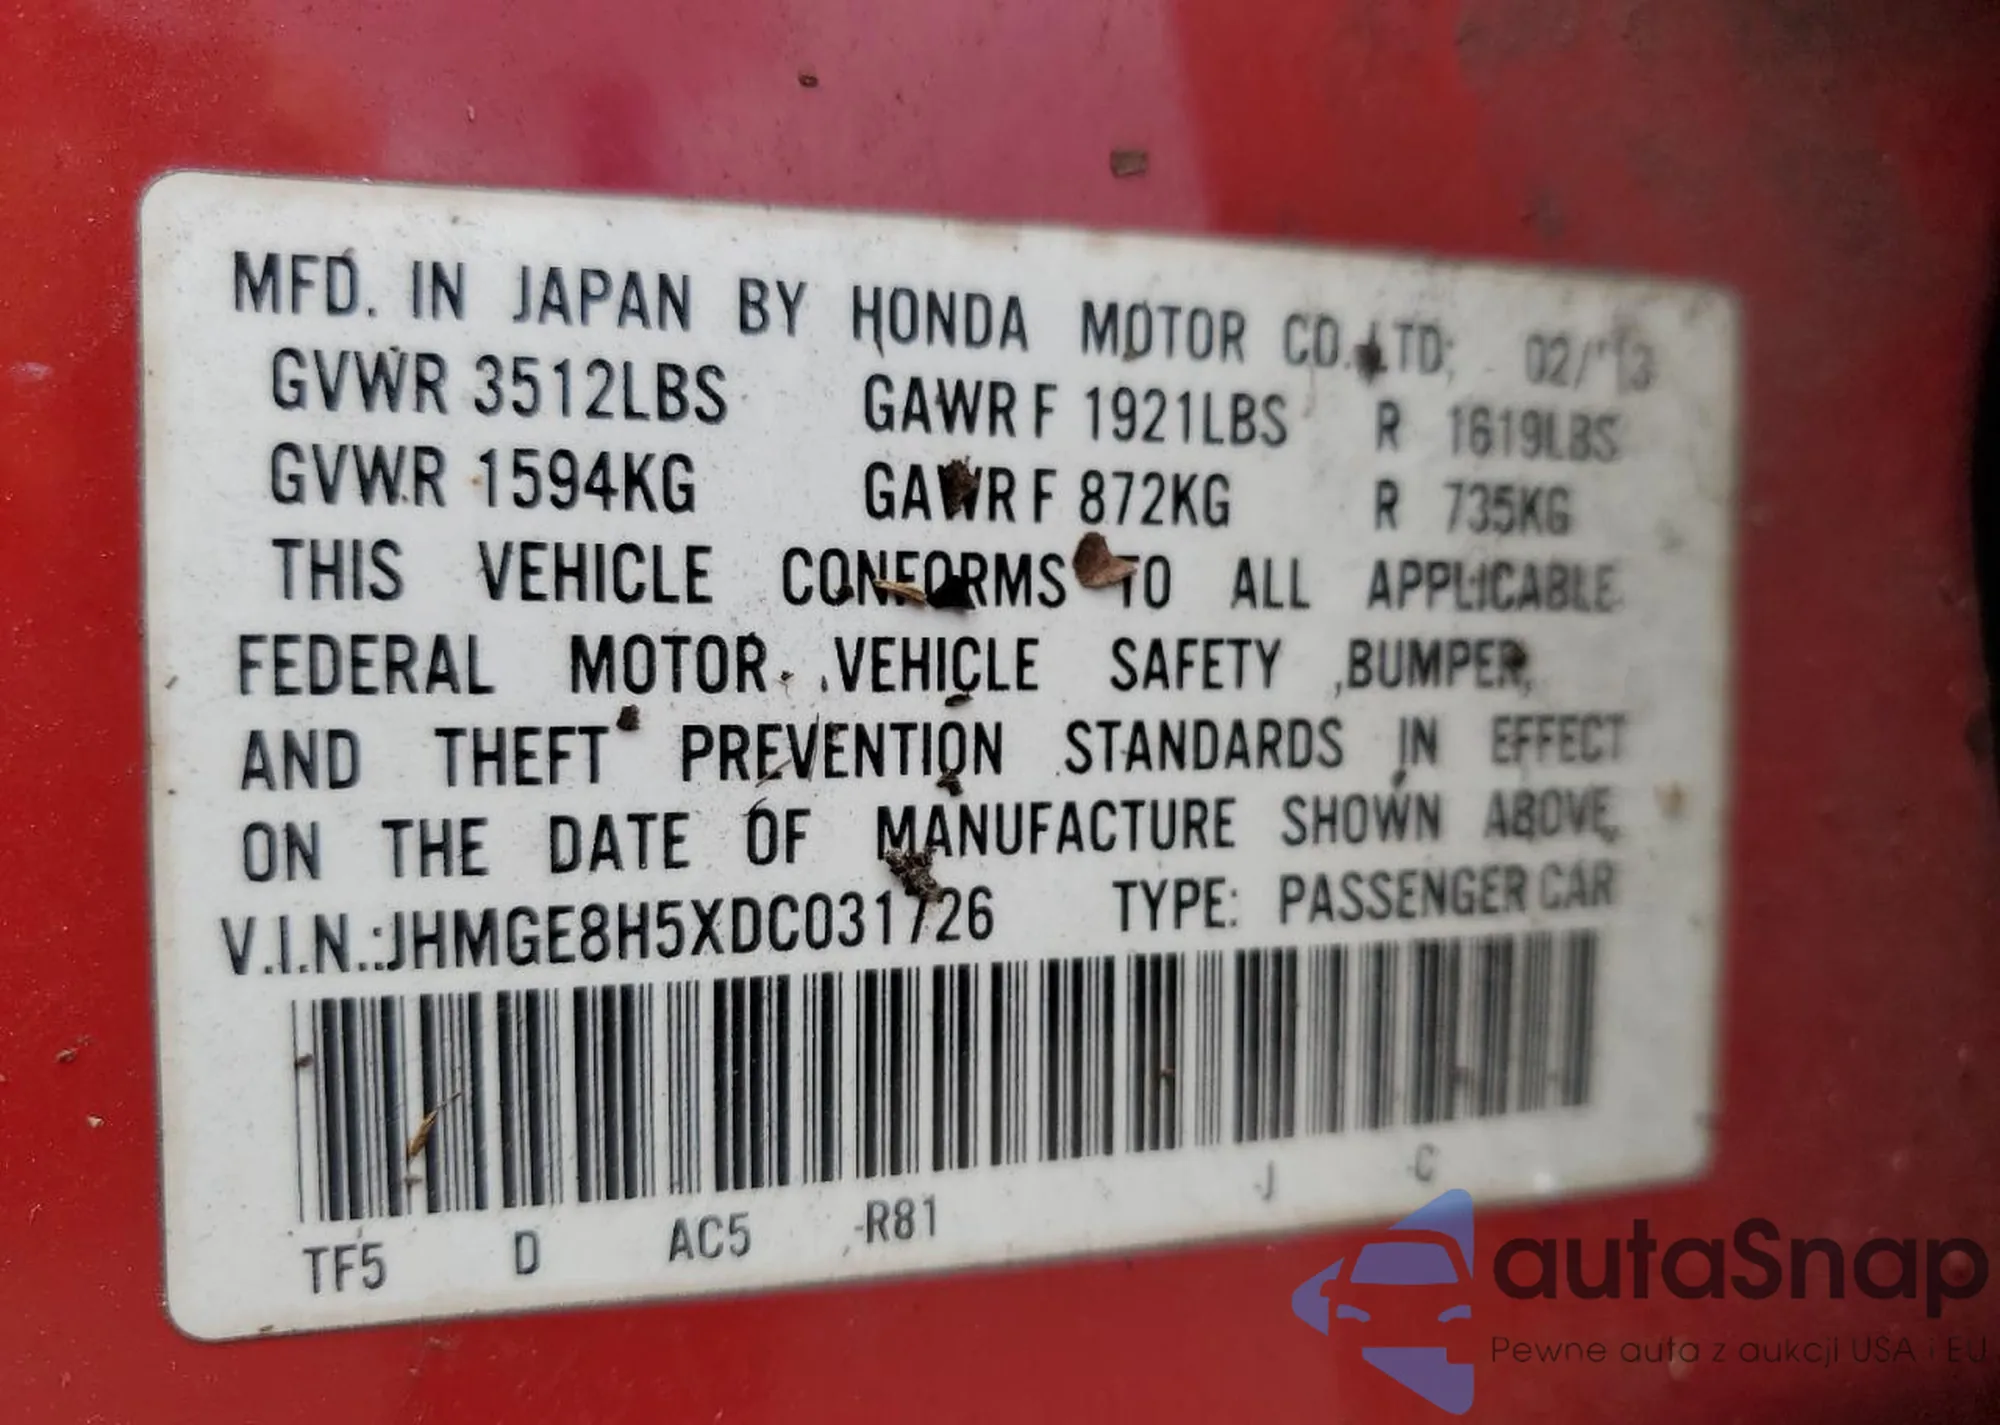 MFD. IN JAPAN BY HONDA MOTOR CO. LTD; 02/'13
GVWR 3512LBS GAWR F 1921LBS R 1619LBS
GVWR 1594KG GAWR F 872KG R 735KG
THIS VEHICLE CONFORMS TO ALL APPLICABLE
FEDERAL MOTOR VEHICLE SAFETY, BUMPER,
AND THEFT PREVENTION STANDARDS IN EFFECT
ON THE DATE OF MANUFACTURE SHOWN ABOVE.
V.I.N.:JHMGE8H5XDC031726 TYPE: PASSENGER CAR
TF5 D AC5 -R81 J C
autaSnap
Pewne auta z aukcji USA i EU